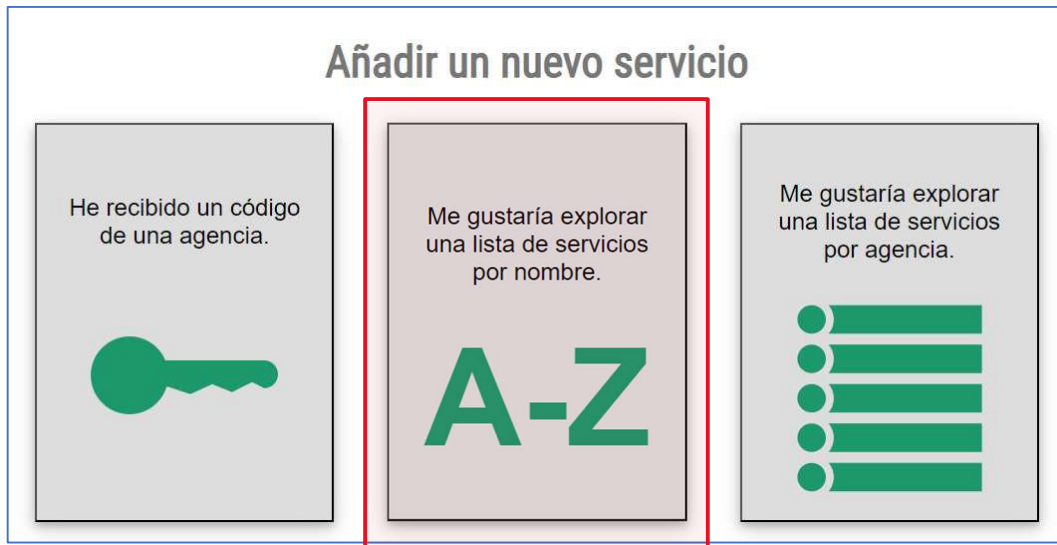 Añadir un nuevo servicio
He recibido un código
de una agencia.
Me gustaría explorar
una lista de servicios
por nombre.
A-Z
Me gustaría explorar
una lista de servicios
por agencia.